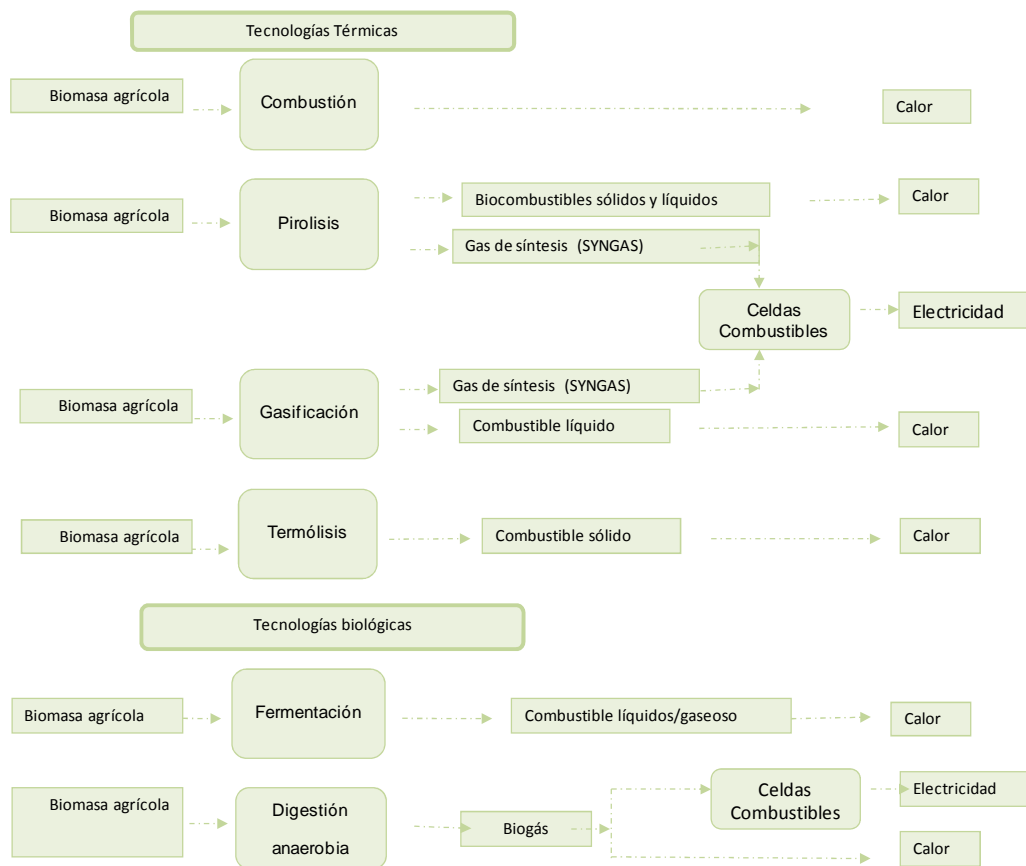 Tecnologías Térmicas
Biomasa agrícola
Combustión
Calor
Biomasa agrícola
Pirolisis
Biocombustibles sólidos y líquidos
Calor
Gas de síntesis (SYNGAS)
Celdas
Combustibles
Electricidad
Biomasa agrícola
Gasificación
Gas de síntesis (SYNGAS)
Combustible líquido
Calor
Biomasa agrícola
Termólisis
Combustible sólido
Calor
Tecnologías biológicas
Biomasa agrícola
Fermentación
Combustible líquidos/gaseoso
Calor
Biomasa agrícola
Digestión
anaerobia
Biogás
Celdas
Combustibles
Electricidad
Calor